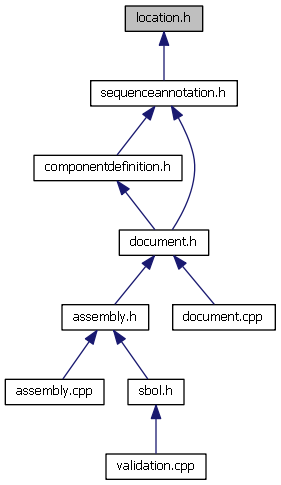 location.h
sequenceannotation.h
componentdefinition.h
document.h
assembly.h
document.cpp
assembly.cpp
sbol.h
validation.cpp